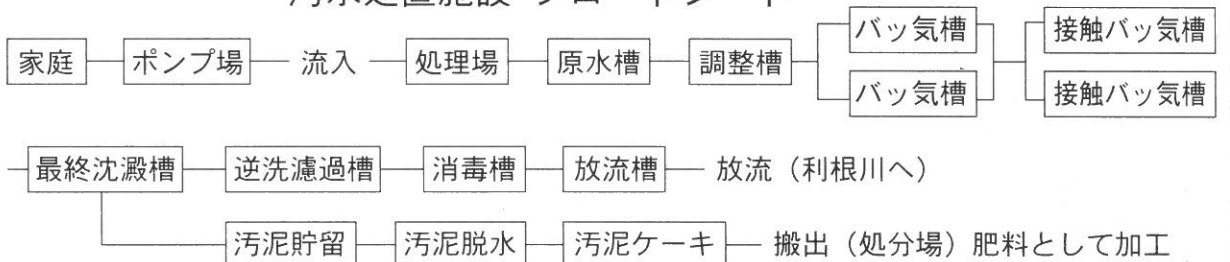 家庭 ポンプ場 流入 処理場 原水槽 調整槽 バッ気槽 接触バッ気槽
バッ気槽 接触バッ気槽
最終沈澱槽 逆洗濾過槽 消毒槽 放流槽 放流（利根川へ）
汚泥貯留 汚泥脱水 汚泥ケーキ 搬出（処分場）肥料として加工